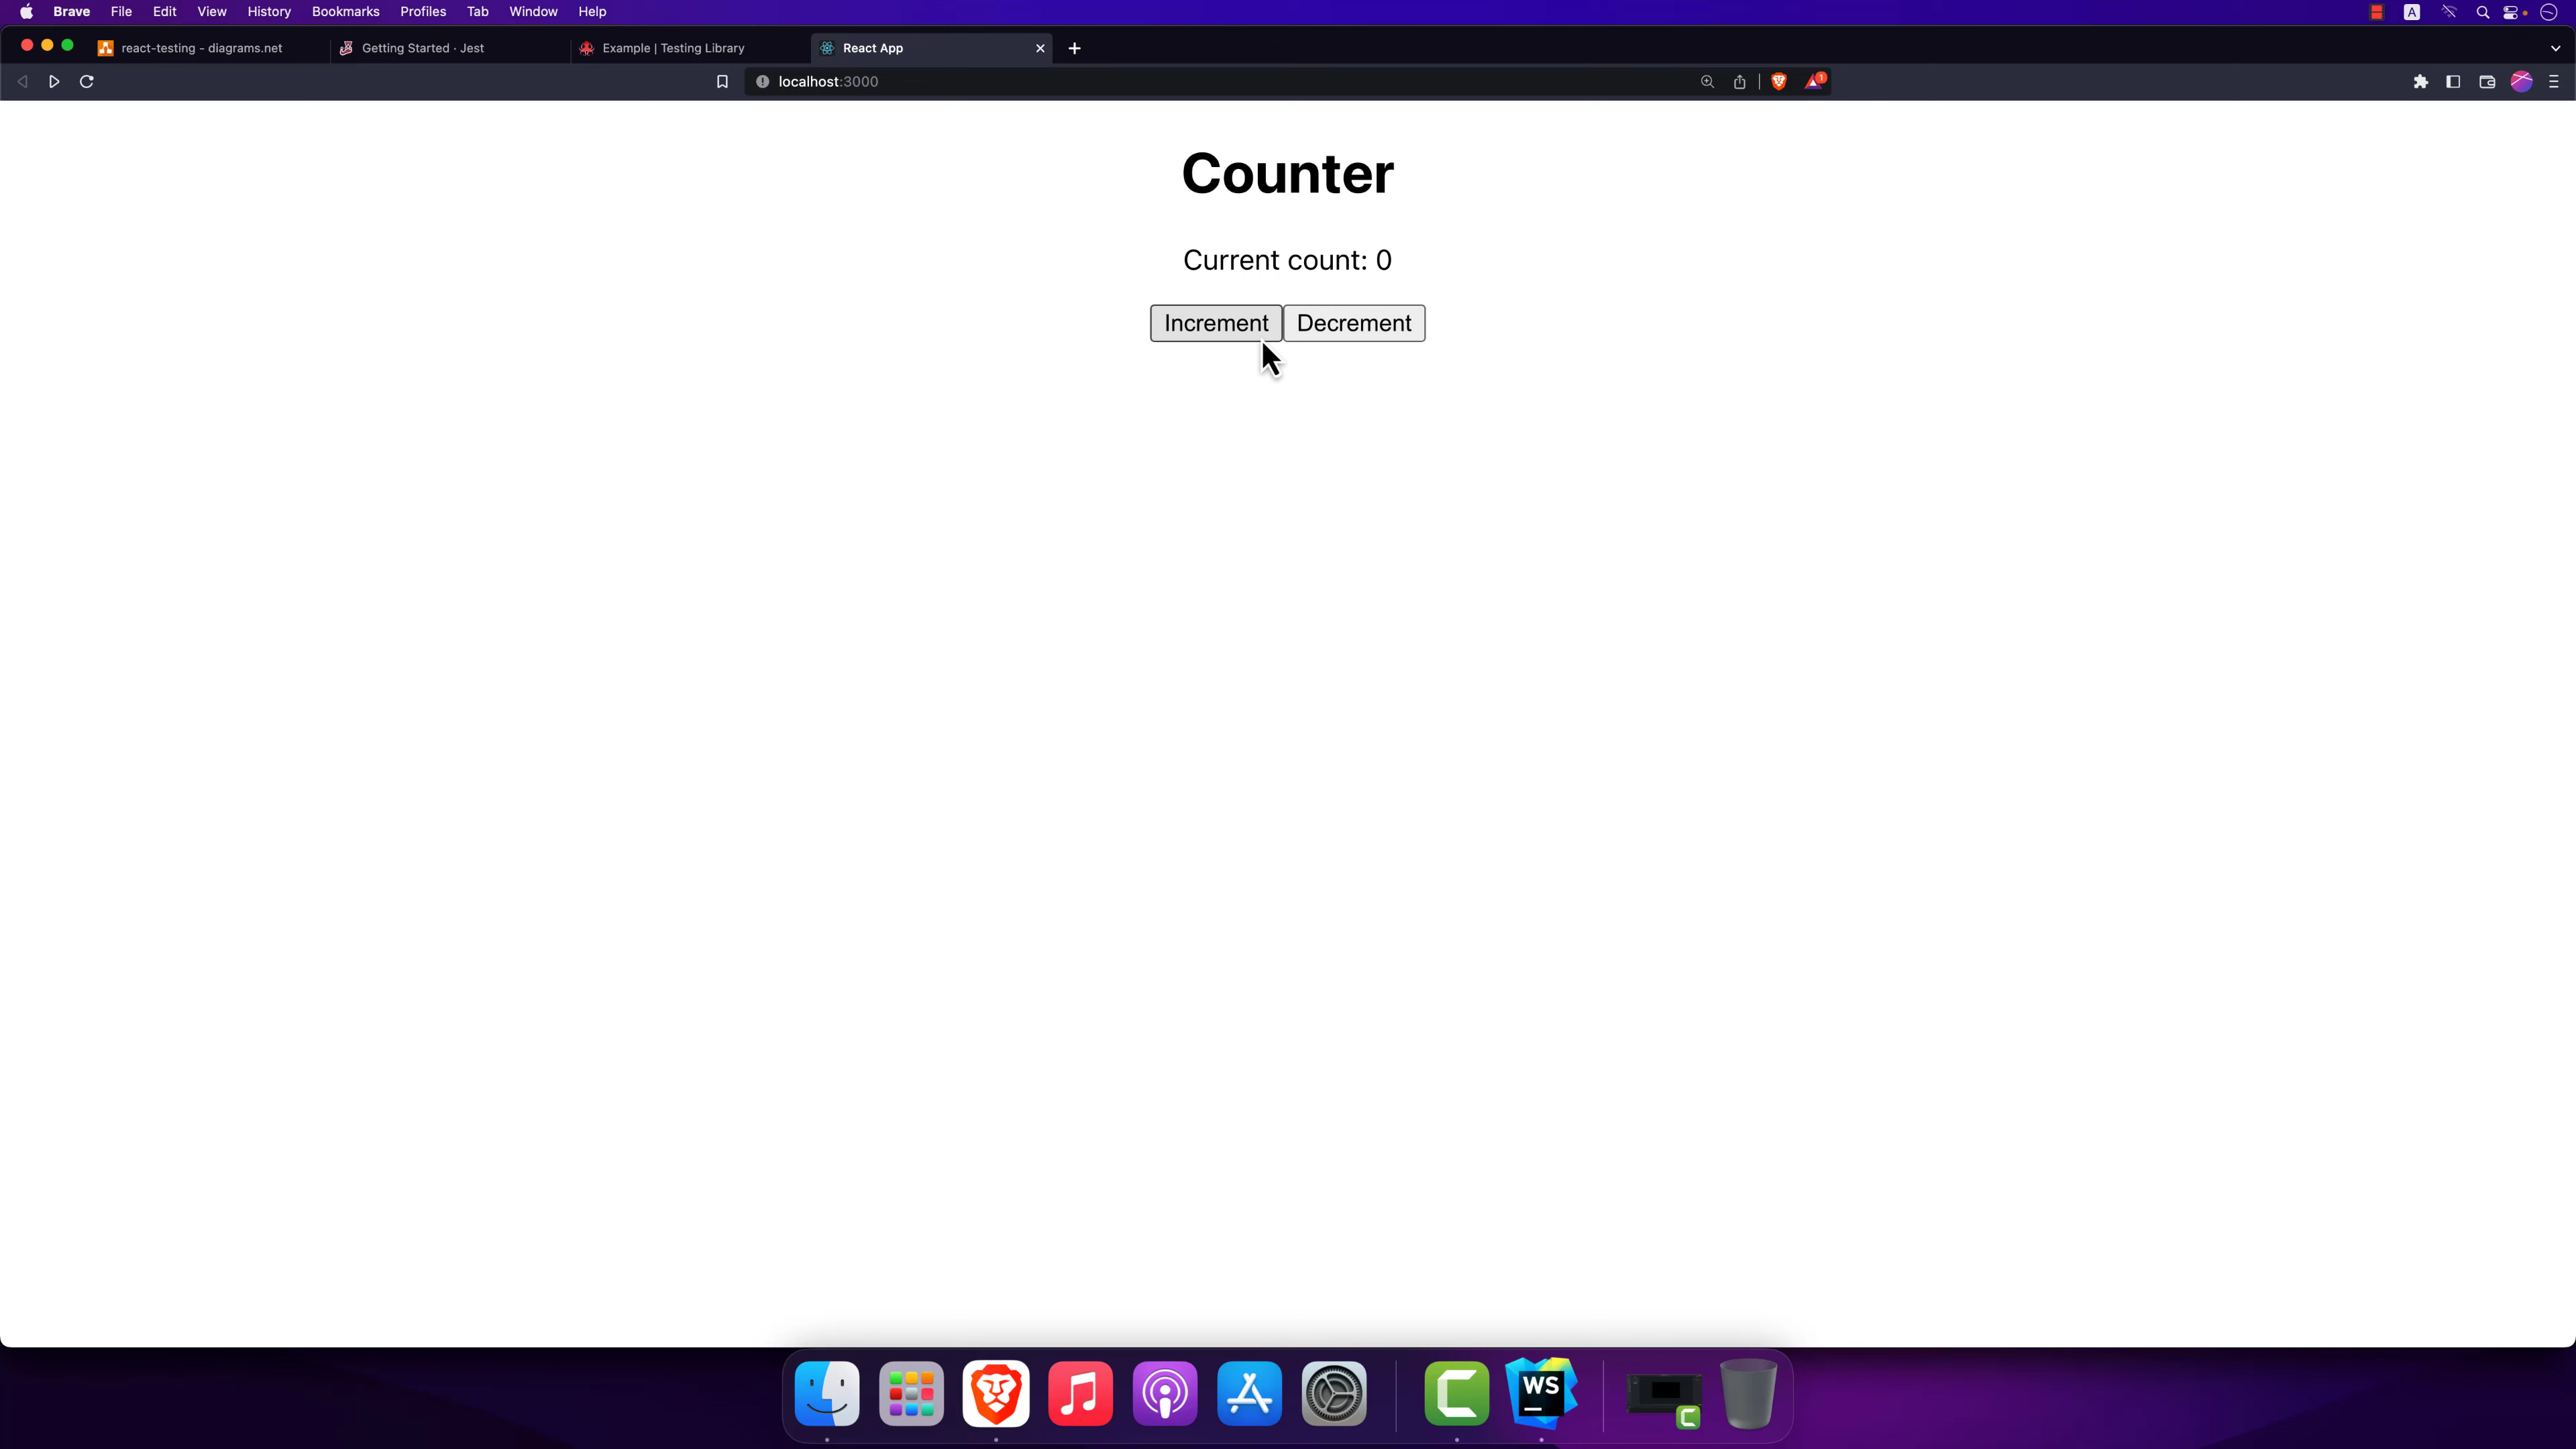 Brave File Edit View History Bookmarks Profiles Tab Window Help A
react-testing - diagrams.net Getting Started · Jest Example | Testing Library React App
localhost:3000 1
Counter
Current count: 0
Increment Decrement
WS